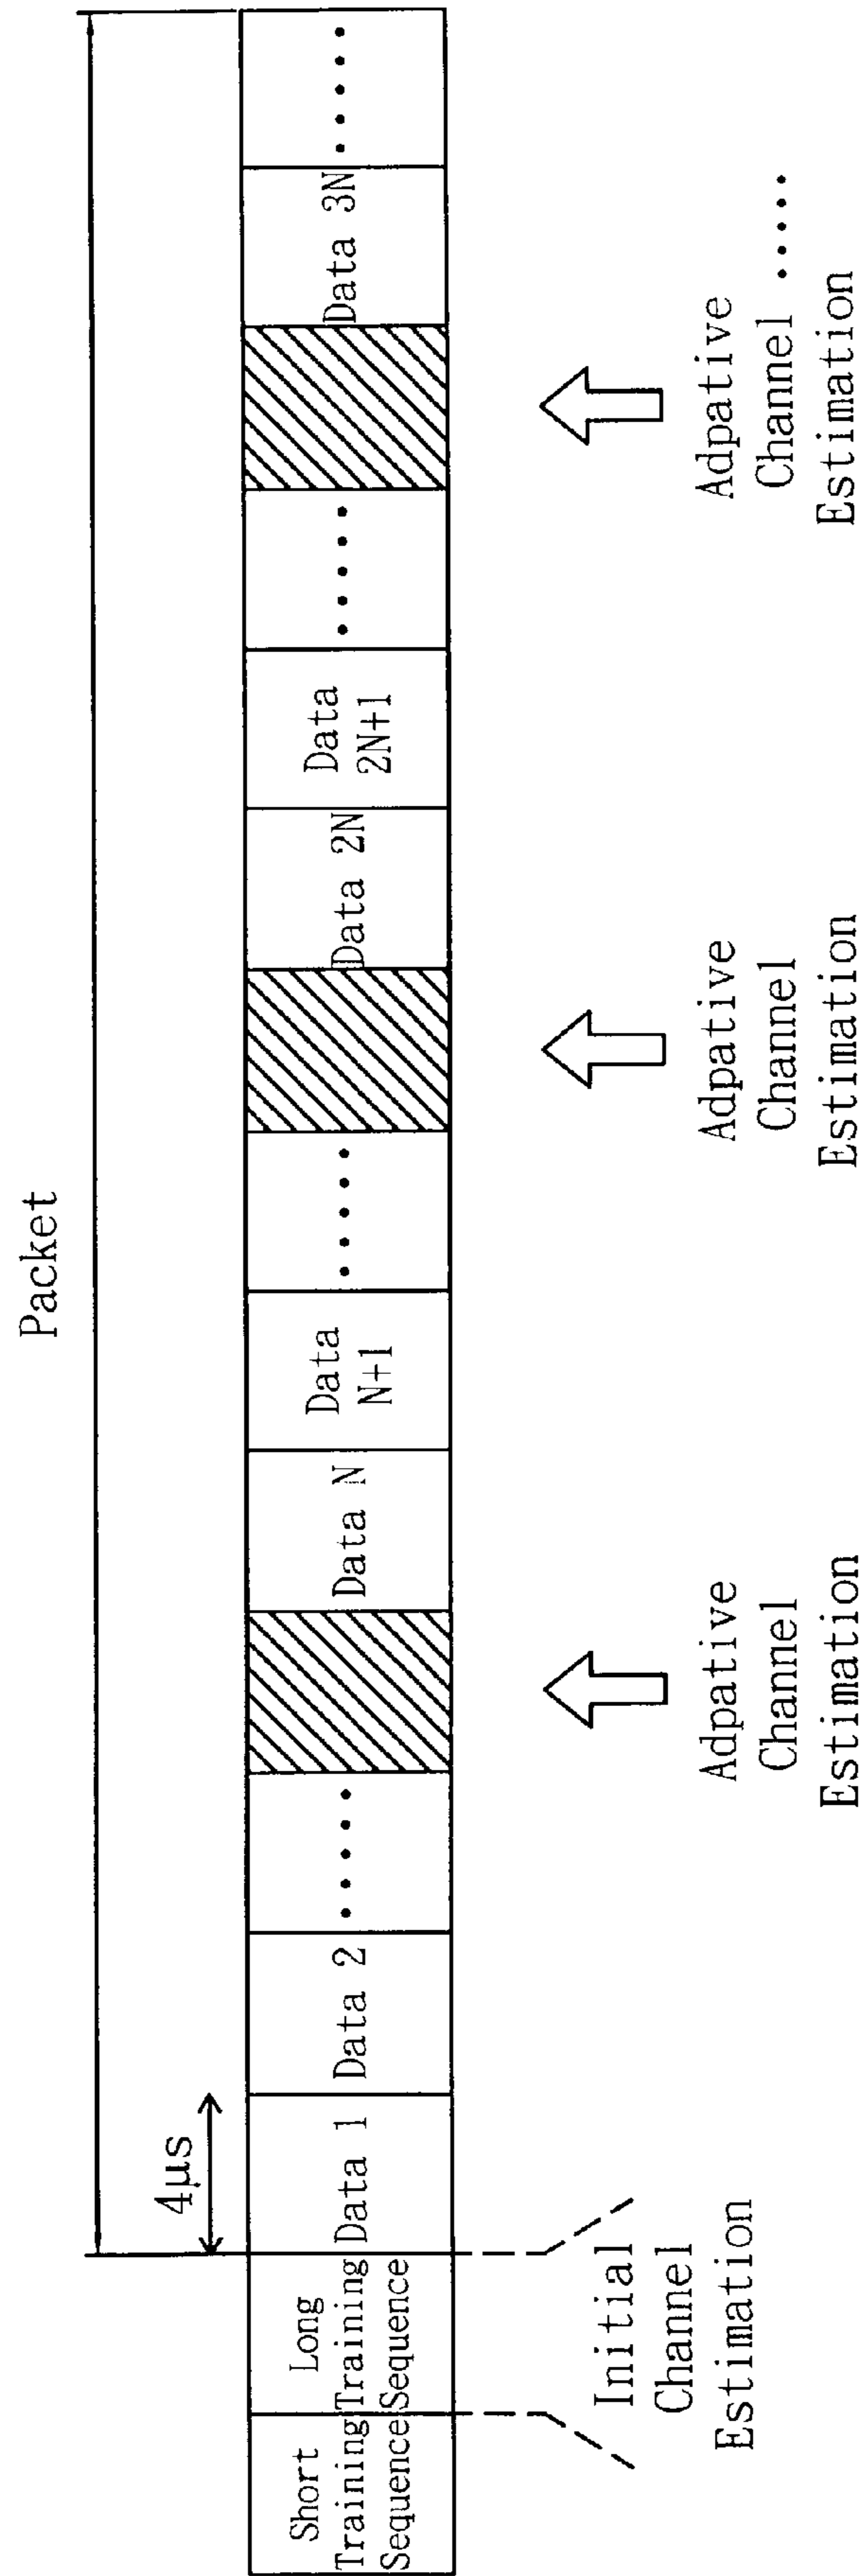 Packet
4μs
Short
Training
Sequence
Long
Training
Sequence
Data 1
Data 2
.....
Data N
Data
N+1
.....
Data 2N
Data
2N+1
.....
Data 3N
.....
Initial
Channel
Estimation
Adpative
Channel
Estimation
Adpative
Channel
Estimation
Adpative
Channel .....
Estimation